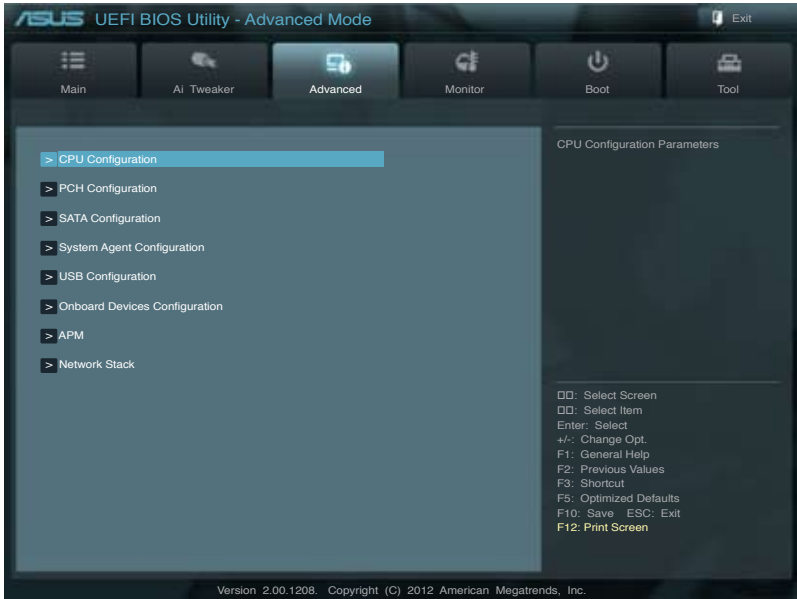 ASUS UEFI BIOS Utility - Advanced Mode
Exit
Main
Ai Tweaker
Advanced
Monitor
Boot
Tool
> CPU Configuration
> PCH Configuration
> SATA Configuration
> System Agent Configuration
> USB Configuration
> Onboard Devices Configuration
> APM
> Network Stack
CPU Configuration Parameters
□□: Select Screen
□□: Select Item
Enter: Select
+/-: Change Opt.
F1: General Help
F2: Previous Values
F3: Shortcut
F5: Optimized Defaults
F10: Save ESC: Exit
F12: Print Screen
Version 2.00.1208. Copyright (C) 2012 American Megatrends, Inc.